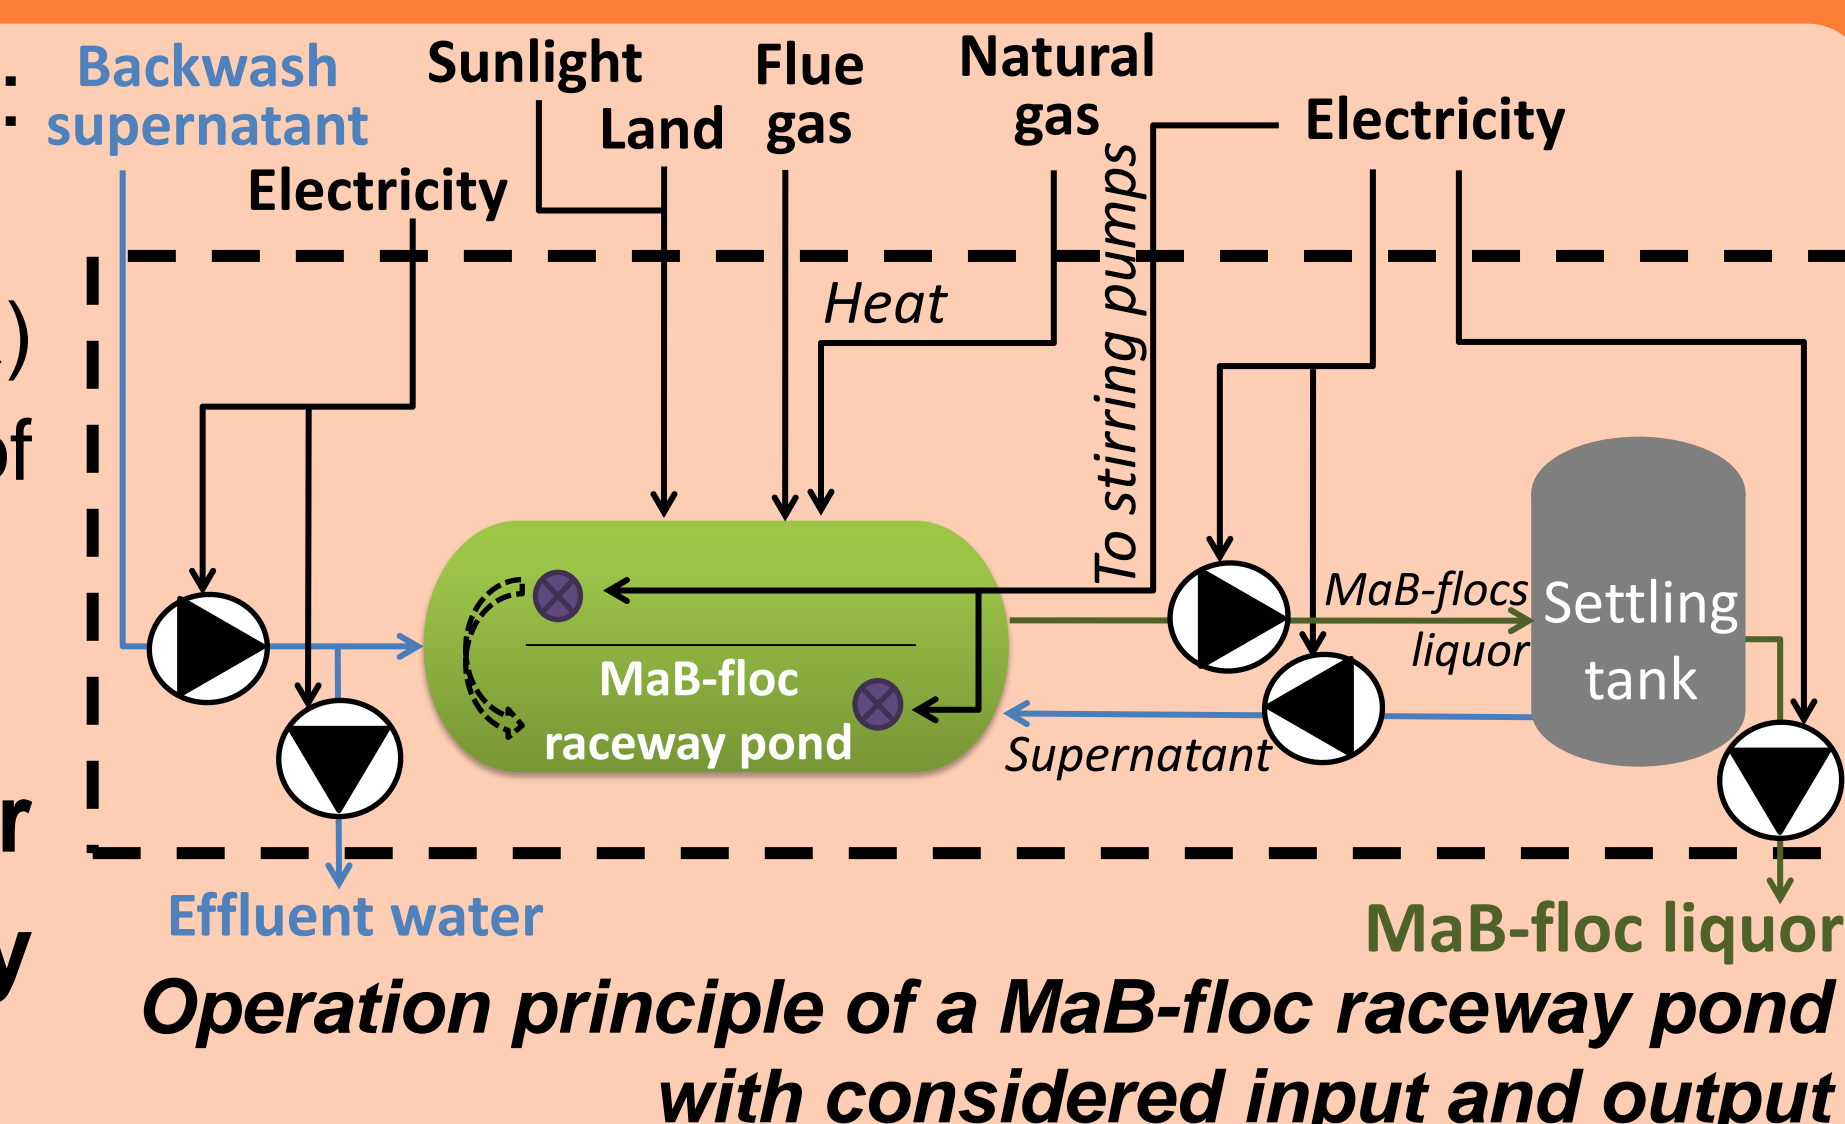 :
Backwash
supernatant
Sunlight
Land
Flue
gas
Natural
gas
Electricity
Electricity
Heat
To stirring pumps
)
of
MaB-flocs
liquor
Settling
tank
MaB-floc
raceway pond
Supernatant
r
Effluent water
MaB-floc liquor
y
Operation principle of a MaB-floc raceway pond
with considered input and output